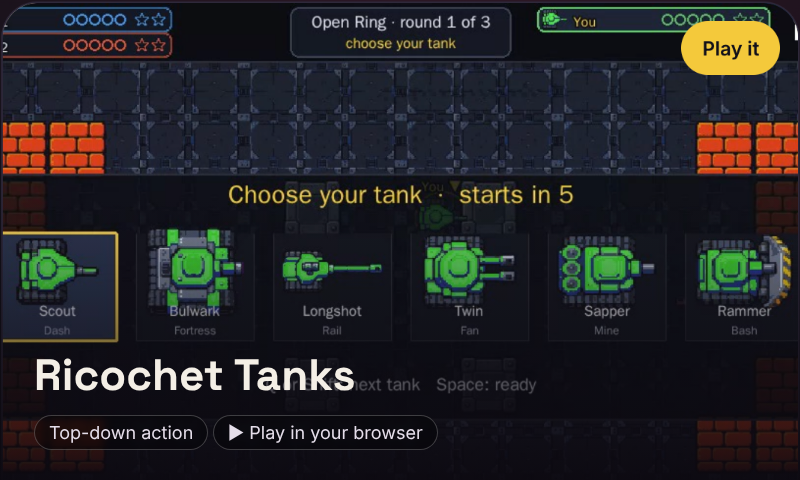 Open Ring · round 1 of 3
choose your tank
You
2
Play it
Choose your tank · starts in 5
You
Scout
Dash
Bulwark
Fortress
Longshot
Rail
Twin
Fan
Sapper
Mine
Rammer
Bash
next tank Space: ready
Ricochet Tanks
Top-down action
▶ Play in your browser